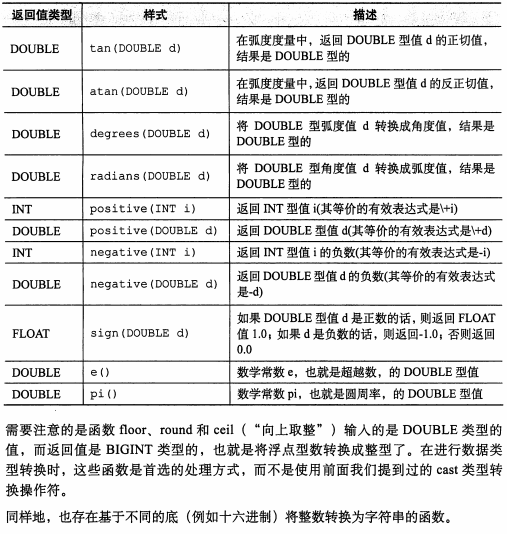 返回值类型 样式 描述
DOUBLE tan(DOUBLE d) 在弧度度量中，返回 DOUBLE 型值 d 的正切值，
结果是 DOUBLE 型的
DOUBLE atan(DOUBLE d) 在弧度度量中，返回 DOUBLE 型值 d 的反正切值，
结果是 DOUBLE 型的
DOUBLE degrees(DOUBLE d) 将 DOUBLE 型弧度值 d 转换成角度值，结果是
DOUBLE 型的
DOUBLE radians(DOUBLE d) 将 DOUBLE 型角度值 d 转换成弧度值，结果是
DOUBLE 型的
INT positive(INT i) 返回 INT 型值 i(其等价的有效表达式是\+i)
DOUBLE positive(DOUBLE d) 返回 DOUBLE 型值 d(其等价的有效表达式是\+d)
INT negative(INT i) 返回 INT 型值 i 的负数(其等价的有效表达式是-i)
DOUBLE negative(DOUBLE d) 返回 DOUBLE 型值 d 的负数(其等价的有效表达式
是-d)
FLOAT sign(DOUBLE d) 如果 DOUBLE 型值 d 是正数的话，则返回 FLOAT
值 1.0；如果 d 是负数的话，则返回-1.0；否则返回
0.0
DOUBLE e() 数学常数 e，也就是超越数，的 DOUBLE 型值
DOUBLE pi() 数学常数 pi，也就是圆周率，的 DOUBLE 型值
需要注意的是函数 floor、round 和 ceil（“向上取整”）输入的是 DOUBLE 类型的
值，而返回值是 BIGINT 类型的，也就是将浮点型数转换成整型了。在进行数据类
型转换时，这些函数是首选的处理方式，而不是使用前面我们提到过的 cast 类型转
换操作符。
同样地，也存在基于不同的底（例如十六进制）将整数转换为字符串的函数。